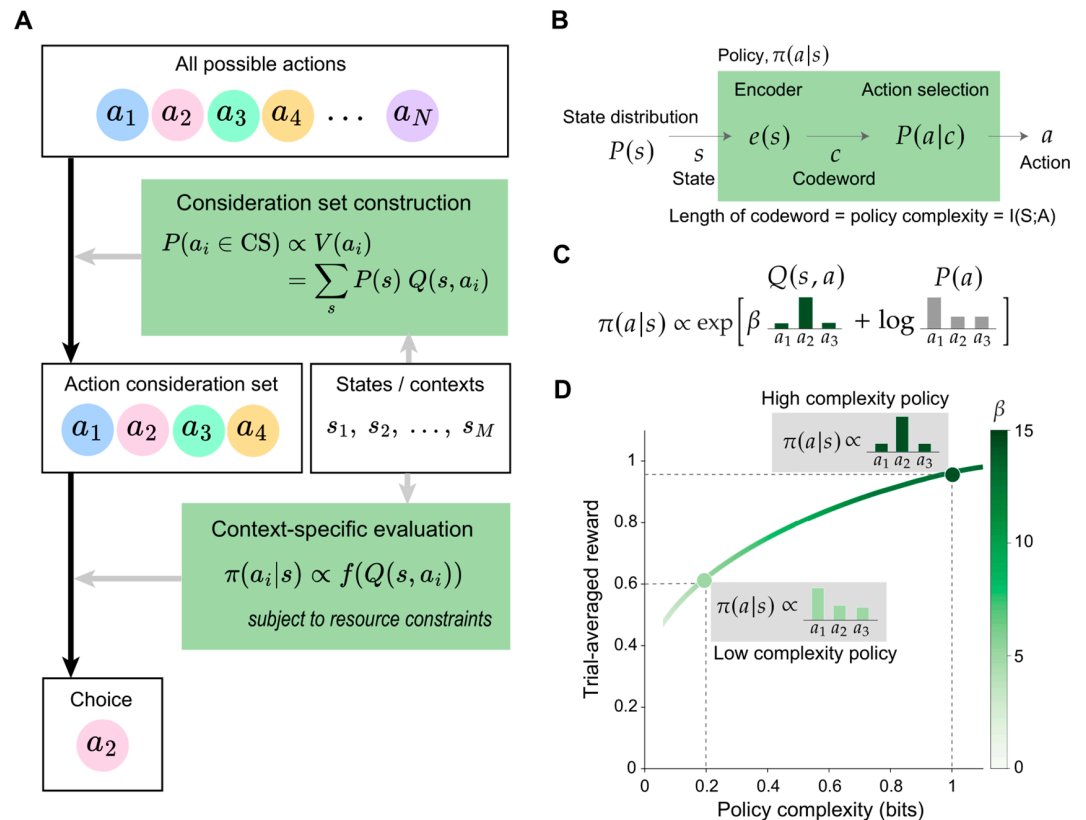 A
All possible actions
a₁ a₂ a₃ a₄ ... a_N
Consideration set construction
P(aᵢ ∈ CS) ∝ V(aᵢ)
= ∑ₛ P(s) Q(s, aᵢ)
Action consideration set
a₁ a₂ a₃ a₄
States / contexts
s₁, s₂, ..., s_M
Context-specific evaluation
π(aᵢ|s) ∝ f(Q(s, aᵢ))
subject to resource constraints
Choice
a₂
B
Policy, π(a|s)
Encoder
Action selection
State distribution
P(s)
s
State
e(s)
c
Codeword
P(a|c)
a
Action
Length of codeword = policy complexity = I(S;A)
C
Q(s, a)
P(a)
π(a|s) ∝ exp[β + log ]
a₁ a₂ a₃
a₁ a₂ a₃
D
High complexity policy
π(a|s) ∝
a₁ a₂ a₃
π(a|s) ∝
a₁ a₂ a₃
Low complexity policy
Trial-averaged reward
1
0.8
0.6
0.4
0.2
0
0 0.2 0.4 0.6 0.8 1
Policy complexity (bits)
β
15
10
5
0